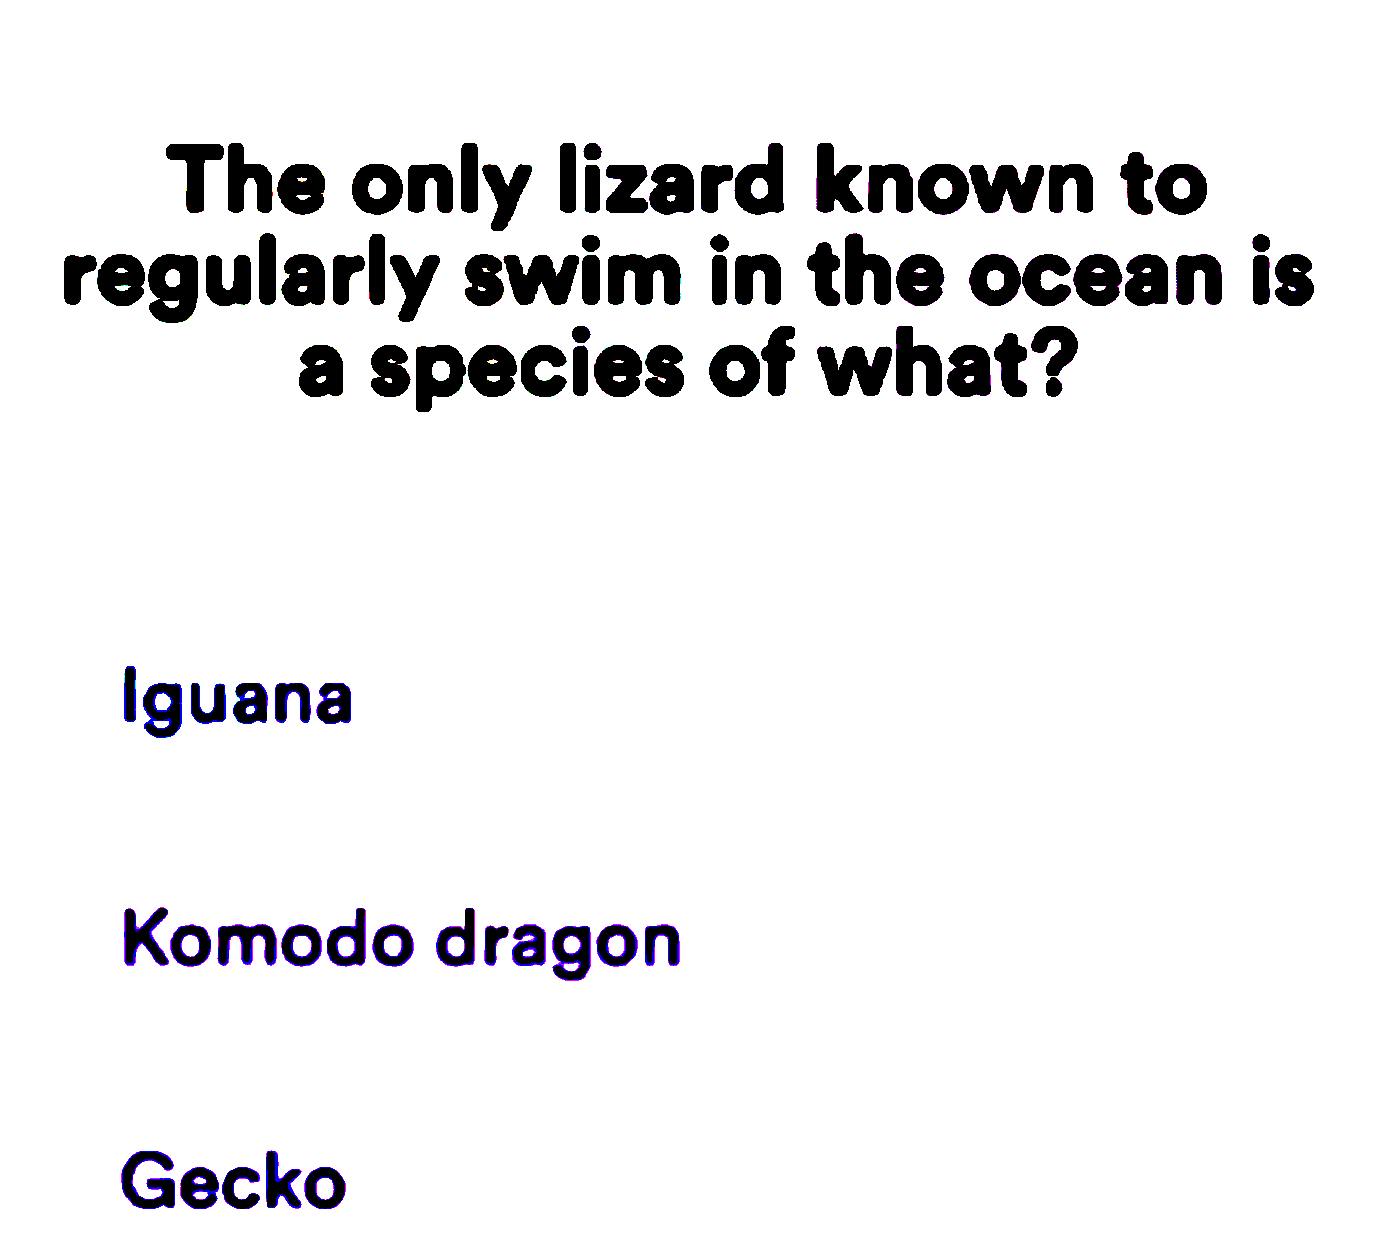 The only lizard known to
regularly swim in the ocean is
a species of what?
Iguana
Komodo dragon
Gecko